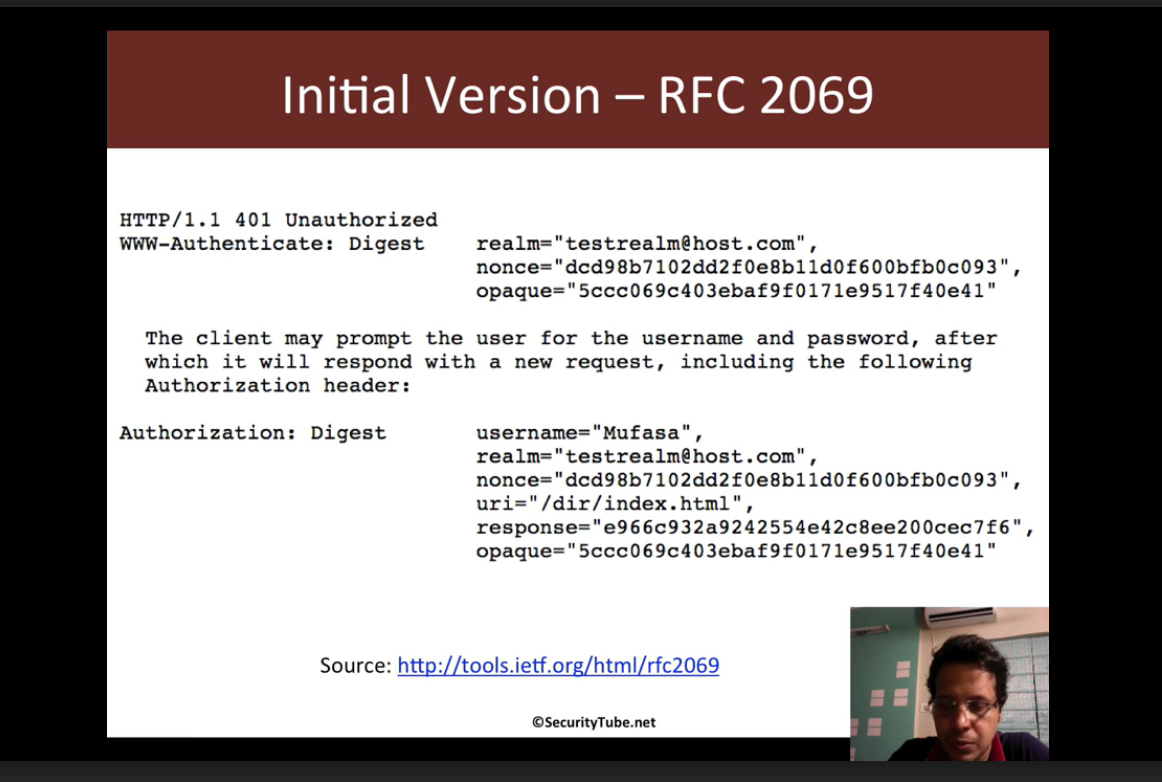 Initial Version – RFC 2069
HTTP/1.1 401 Unauthorized
WWW-Authenticate: Digest realm="testrealm@host.com",
nonce="dcd98b7102dd2f0e8b11d0f600bfb0c093",
opaque="5ccc069c403ebaf9f0171e9517f40e41"
The client may prompt the user for the username and password, after
which it will respond with a new request, including the following
Authorization header:
Authorization: Digest username="Mufasa",
realm="testrealm@host.com",
nonce="dcd98b7102dd2f0e8b11d0f600bfb0c093",
uri="/dir/index.html",
response="e966c932a9242554e42c8ee200cec7f6",
opaque="5ccc069c403ebaf9f0171e9517f40e41"
Source: http://tools.ietf.org/html/rfc2069
©SecurityTube.net